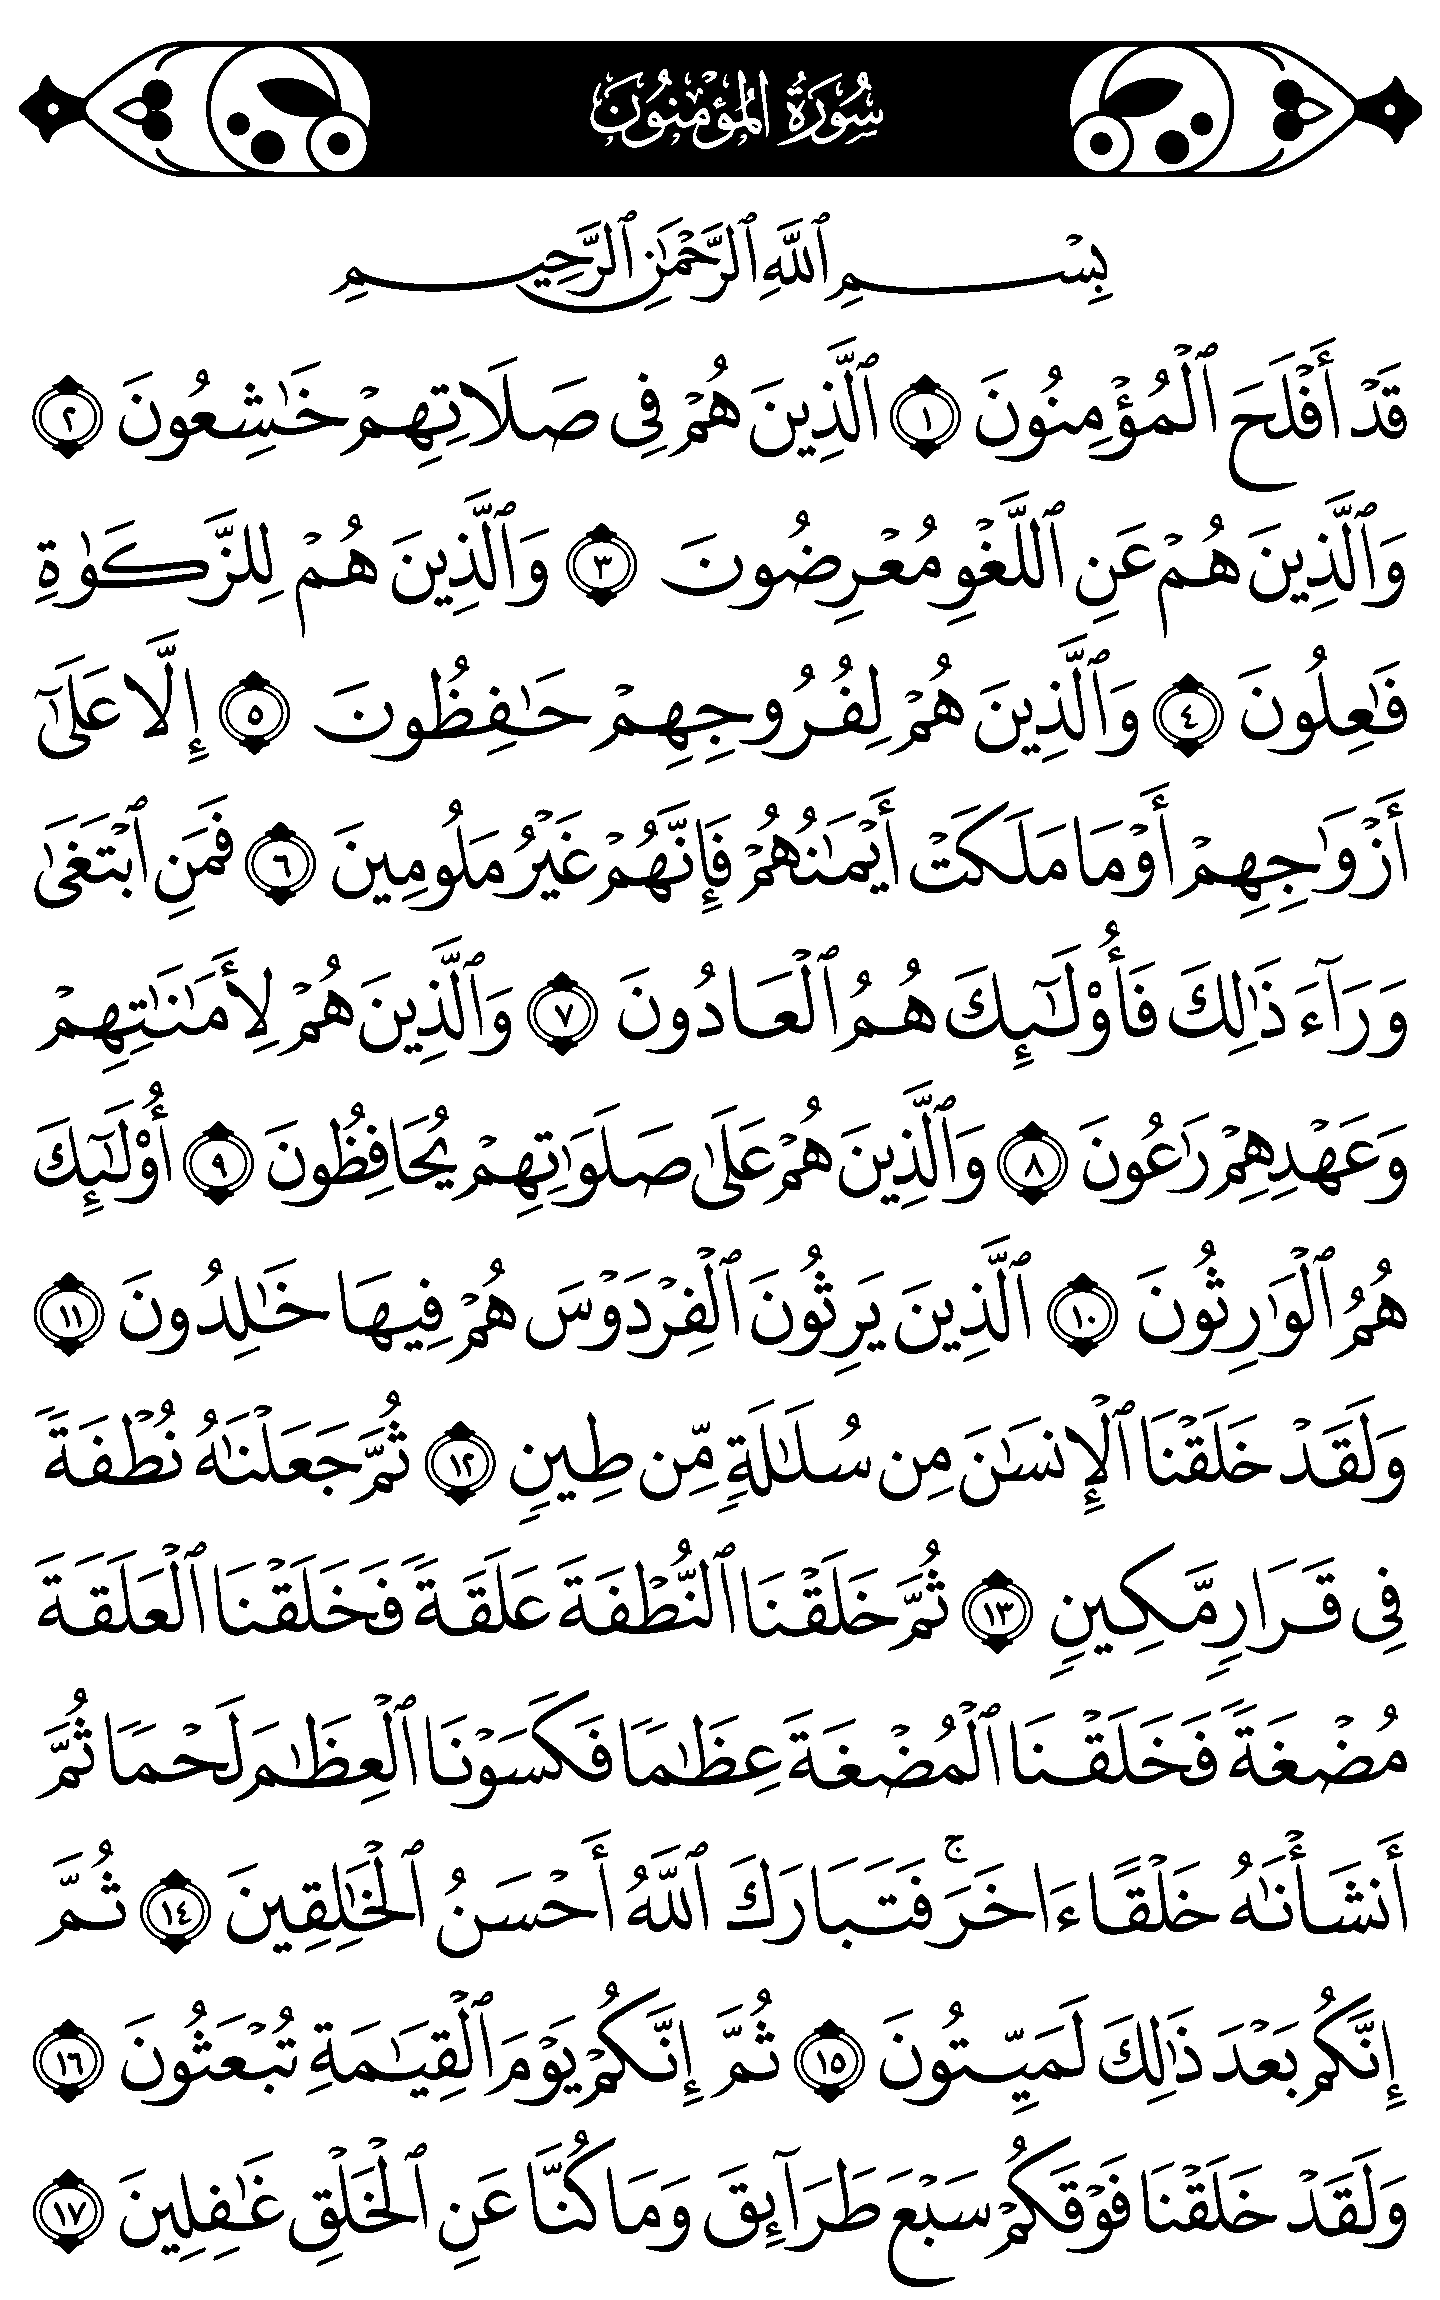 سُورَةُ المُؤْمِنُونَ
بِسْمِ ٱللَّهِ ٱلرَّحْمَٰنِ ٱلرَّحِيمِ
قَدْ أَفْلَحَ ٱلْمُؤْمِنُونَ ١ ٱلَّذِينَ هُمْ فِى صَلَاتِهِمْ خَٰشِعُونَ ٢
وَٱلَّذِينَ هُمْ عَنِ ٱللَّغْوِ مُعْرِضُونَ ٣ وَٱلَّذِينَ هُمْ لِلزَّكَوٰةِ
فَٰعِلُونَ ٤ وَٱلَّذِينَ هُمْ لِفُرُوجِهِمْ حَٰفِظُونَ ٥ إِلَّا عَلَىٰٓ
أَزْوَٰجِهِمْ أَوْ مَا مَلَكَتْ أَيْمَٰنُهُمْ فَإِنَّهُمْ غَيْرُ مَلُومِينَ ٦ فَمَنِ ٱبْتَغَىٰ
وَرَآءَ ذَٰلِكَ فَأُو۟لَٰٓئِكَ هُمُ ٱلْعَادُونَ ٧ وَٱلَّذِينَ هُمْ لِأَمَٰنَٰتِهِمْ
وَعَهْدِهِمْ رَٰعُونَ ٨ وَٱلَّذِينَ هُمْ عَلَىٰ صَلَوَٰتِهِمْ يُحَافِظُونَ ٩ أُو۟لَٰٓئِكَ
هُمُ ٱلْوَٰرِثُونَ ١٠ ٱلَّذِينَ يَرِثُونَ ٱلْفِرْدَوْسَ هُمْ فِيهَا خَٰلِدُونَ ١١
وَلَقَدْ خَلَقْنَا ٱلْإِنسَٰنَ مِن سُلَٰلَةٍ مِّن طِينٍ ١٢ ثُمَّ جَعَلْنَٰهُ نُطْفَةً
فِى قَرَارٍ مَّكِينٍ ١٣ ثُمَّ خَلَقْنَا ٱلنُّطْفَةَ عَلَقَةً فَخَلَقْنَا ٱلْعَلَقَةَ
مُضْغَةً فَخَلَقْنَا ٱلْمُضْغَةَ عِظَٰمًا فَكَسَوْنَا ٱلْعِظَٰمَ لَحْمًا ثُمَّ
أَنشَأْنَٰهُ خَلْقًا ءَاخَرَ ۚ فَتَبَارَكَ ٱللَّهُ أَحْسَنُ ٱلْخَٰلِقِينَ ١٤ ثُمَّ
إِنَّكُم بَعْدَ ذَٰلِكَ لَمَيِّتُونَ ١٥ ثُمَّ إِنَّكُمْ يَوْمَ ٱلْقِيَٰمَةِ تُبْعَثُونَ ١٦
وَلَقَدْ خَلَقْنَا فَوْقَكُمْ سَبْعَ طَرَآئِقَ وَمَا كُنَّا عَنِ ٱلْخَلْقِ غَٰفِلِينَ ١٧